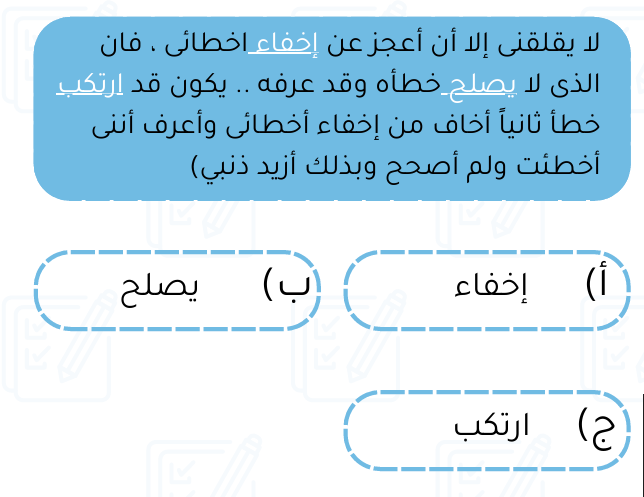 لا يقلقنى إلا أن أعجز عن إخفاء اخطائى ، فان
الذى لا يصلح خطأه وقد عرفه .. يكون قد ارتكب
خطأ ثانياً أخاف من إخفاء أخطائى وأعرف أننى
أخطئت ولم أصحح وبذلك أزيد ذنبي)
أ) إخفاء
ب) يصلح
ج) ارتكب